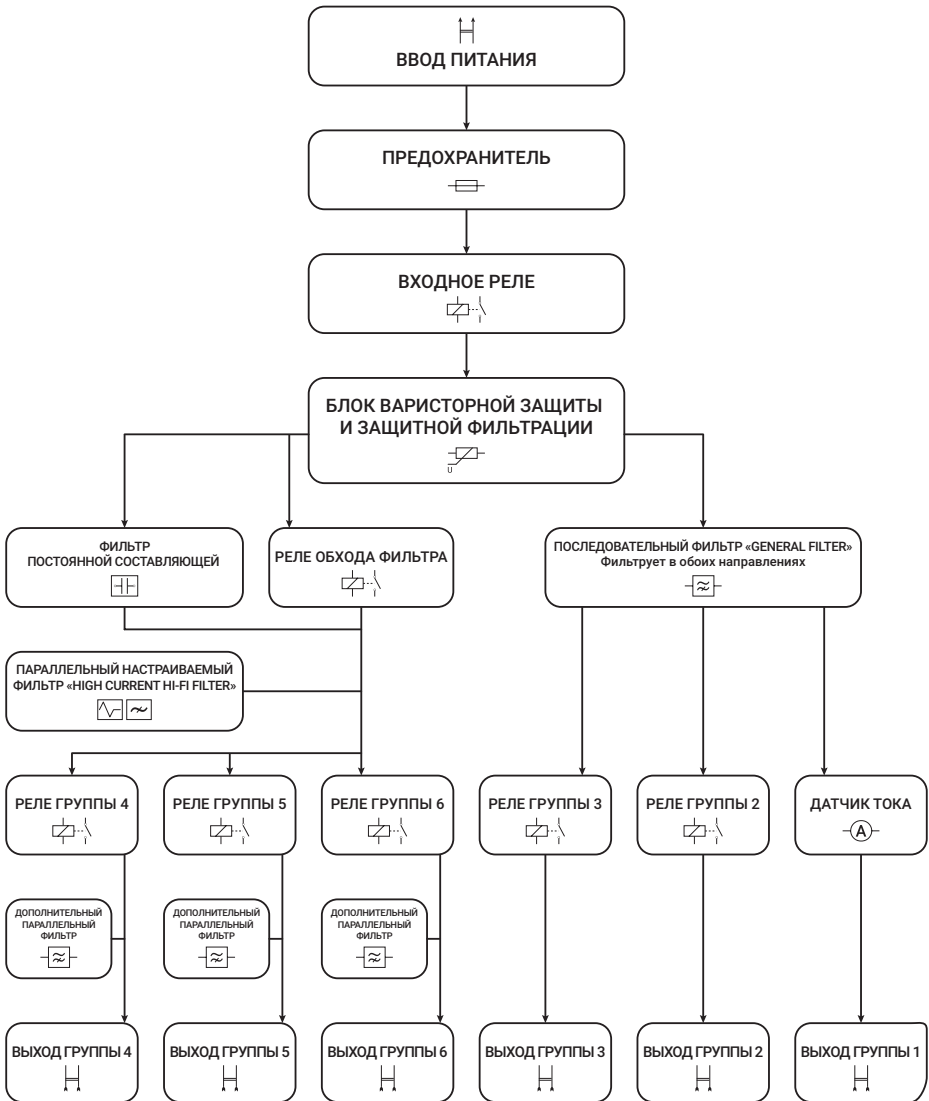 ВВОД ПИТАНИЯ
ПРЕДОХРАНИТЕЛЬ
ВХОДНОЕ РЕЛЕ
БЛОК ВАРИСТОРНОЙ ЗАЩИТЫ
И ЗАЩИТНОЙ ФИЛЬТРАЦИИ
U
ФИЛЬТР
ПОСТОЯННОЙ СОСТАВЛЯЮЩЕЙ
РЕЛЕ ОБХОДА ФИЛЬТРА
ПОСЛЕДОВАТЕЛЬНЫЙ ФИЛЬТР «GENERAL FILTER»
Фильтрует в обоих направлениях
ПАРАЛЛЕЛЬНЫЙ НАСТРАИВАЕМЫЙ
ФИЛЬТР «HIGH CURRENT HI-FI FILTER»
РЕЛЕ ГРУППЫ 4
РЕЛЕ ГРУППЫ 5
РЕЛЕ ГРУППЫ 6
РЕЛЕ ГРУППЫ 3
РЕЛЕ ГРУППЫ 2
ДАТЧИК ТОКА
A
ДОПОЛНИТЕЛЬНЫЙ
ПАРАЛЛЕЛЬНЫЙ
ФИЛЬТР
ДОПОЛНИТЕЛЬНЫЙ
ПАРАЛЛЕЛЬНЫЙ
ФИЛЬТР
ДОПОЛНИТЕЛЬНЫЙ
ПАРАЛЛЕЛЬНЫЙ
ФИЛЬТР
ВЫХОД ГРУППЫ 4
ВЫХОД ГРУППЫ 5
ВЫХОД ГРУППЫ 6
ВЫХОД ГРУППЫ 3
ВЫХОД ГРУППЫ 2
ВЫХОД ГРУППЫ 1